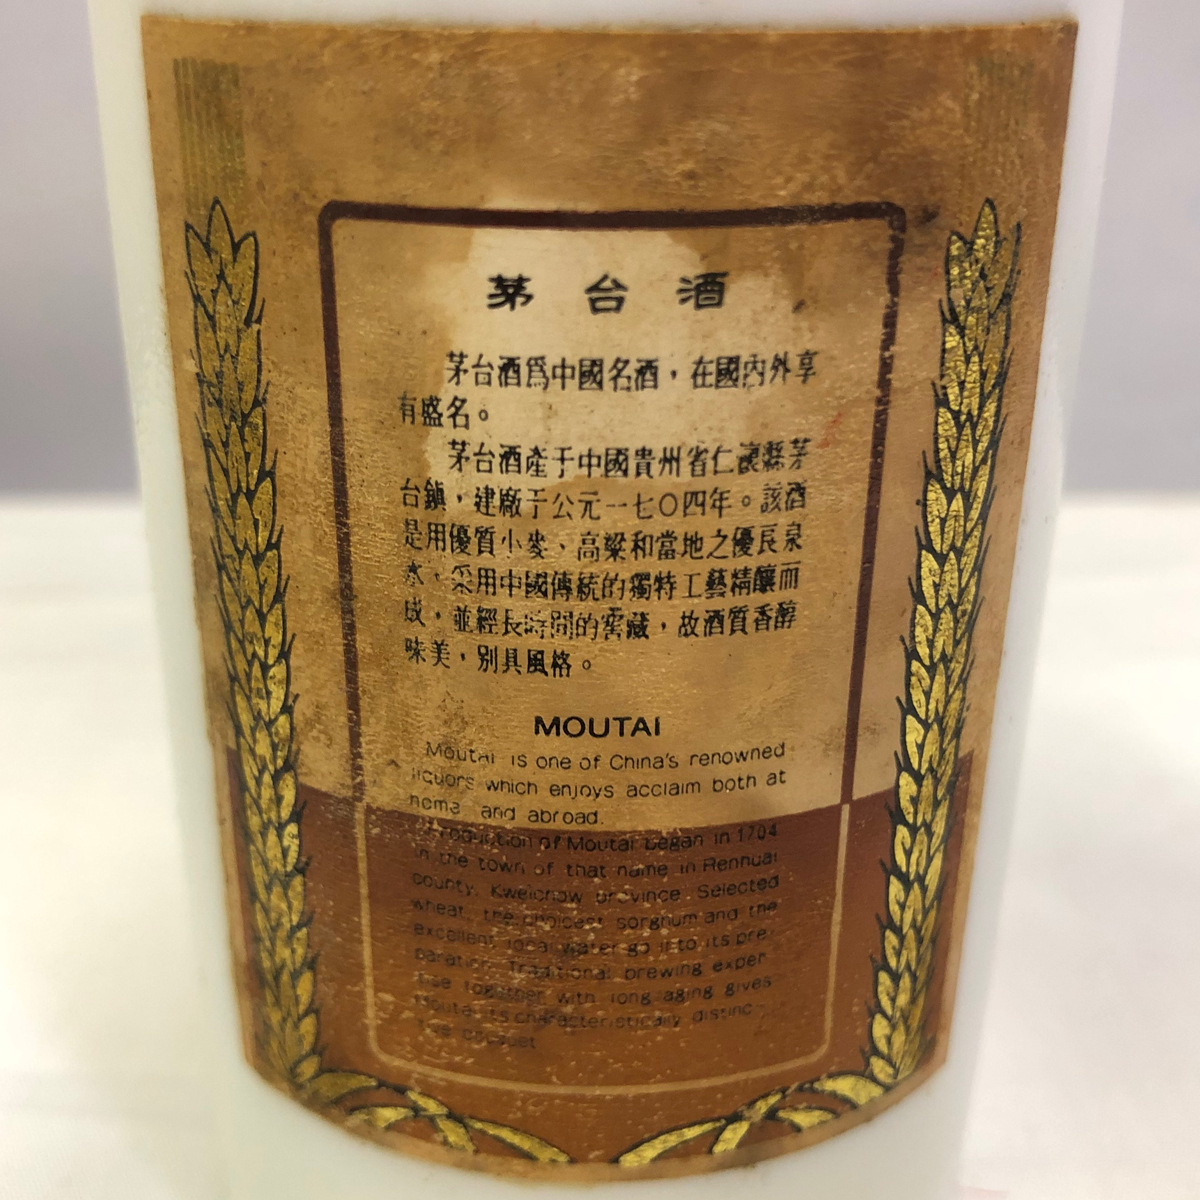 茅台酒
茅台酒爲中國名酒，在國內外享
有盛名。
茅台酒產于中國貴州省仁懷縣茅
台鎮，建廠于公元一七〇四年。該酒
是用優質小麥、高粱和當地之優良泉
水，采用中國傳統的獨特工藝精釀而
成，並經長時間的窖藏，故酒質香醇
味美，别具風格。
MOUTAI
Moutai is one of China's renowned
liquors which enjoys acclaim both at
home and abroad.
Production of Moutai began in 1704
in the town of that name in Renhuai
county, Kweichow province. Selected
wheat, the choicest sorghum and the
excellent local water go into its pre-
paration. Traditional brewing exper-
tise together with long aging gives
Moutai its characteristically distinc-
tive bouquet